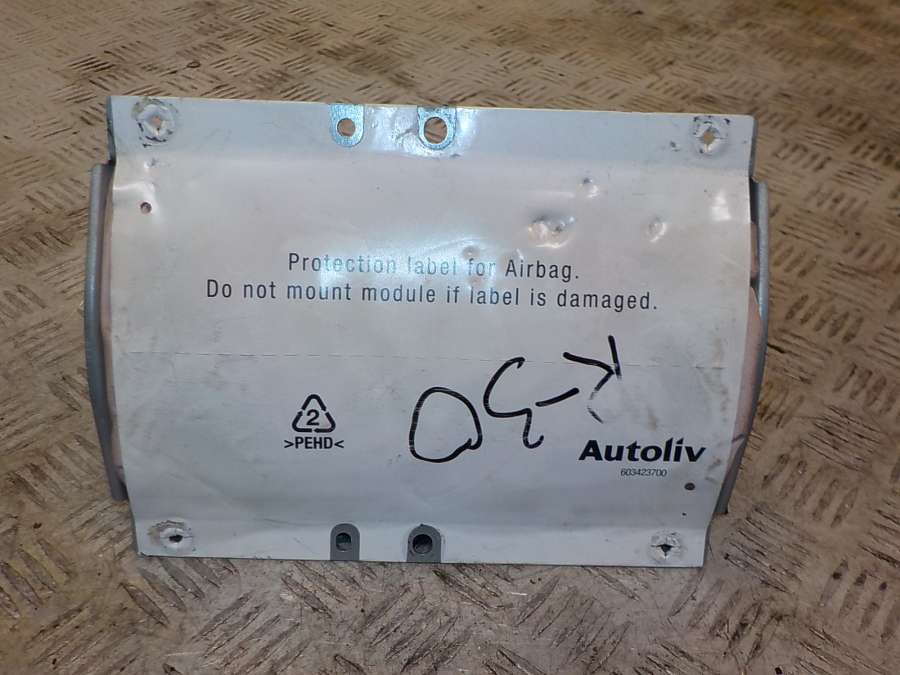 Protection label for Airbag.
Do not mount module if label is damaged.
2
>PEHD<
Autoliv
603423700